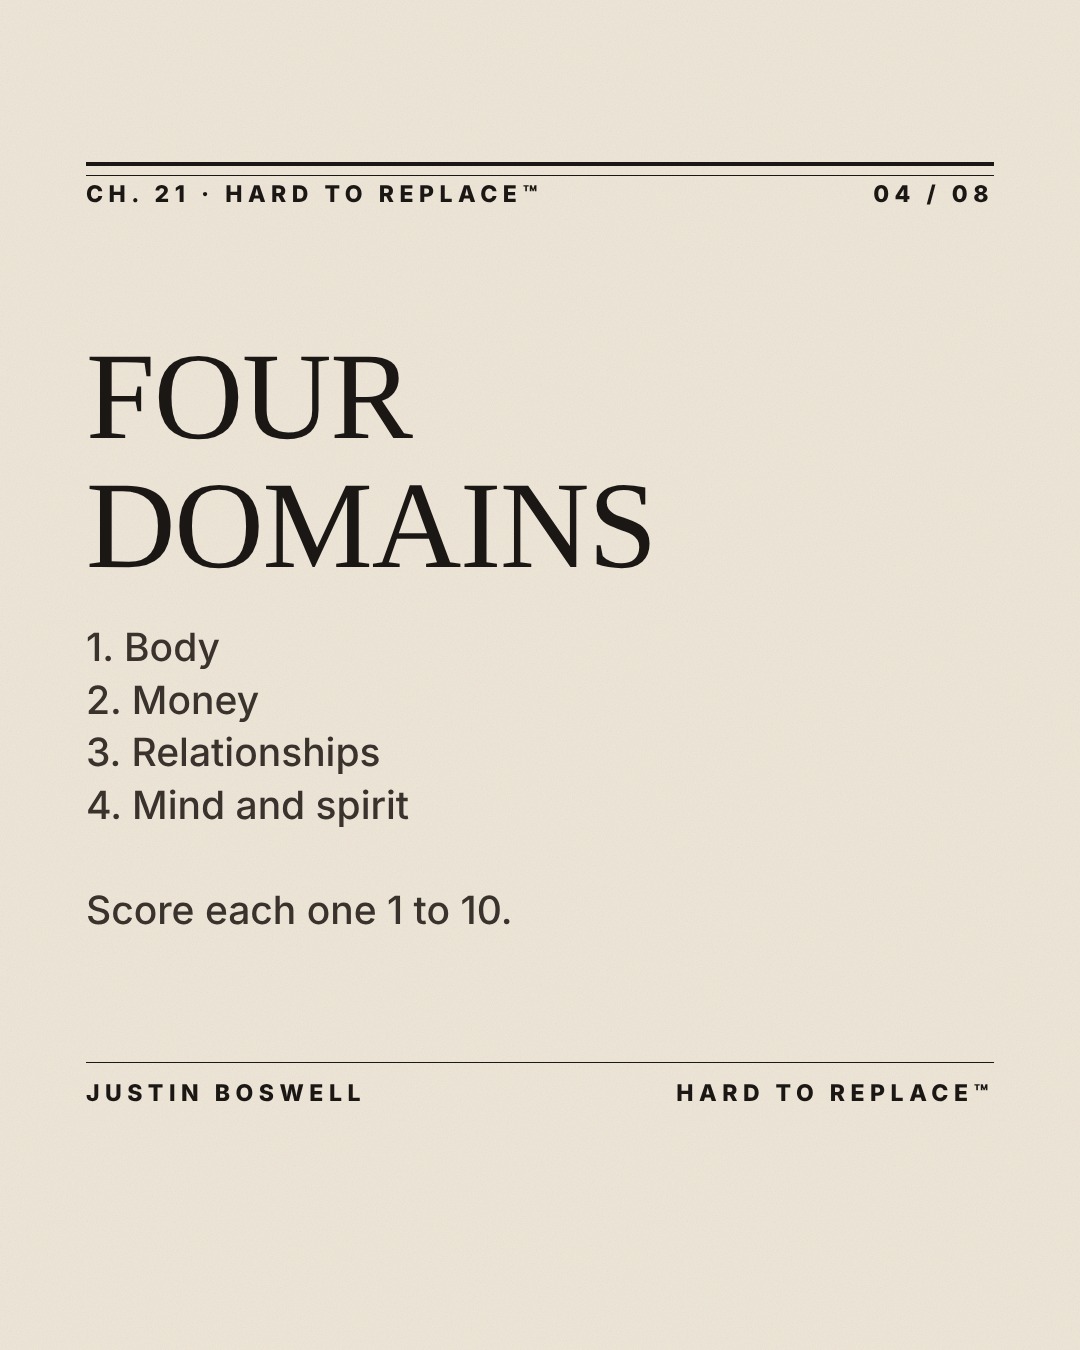 CH. 21 · HARD TO REPLACE™
04 / 08
FOUR
DOMAINS
1. Body
2. Money
3. Relationships
4. Mind and spirit
Score each one 1 to 10.
JUSTIN BOSWELL
HARD TO REPLACE™